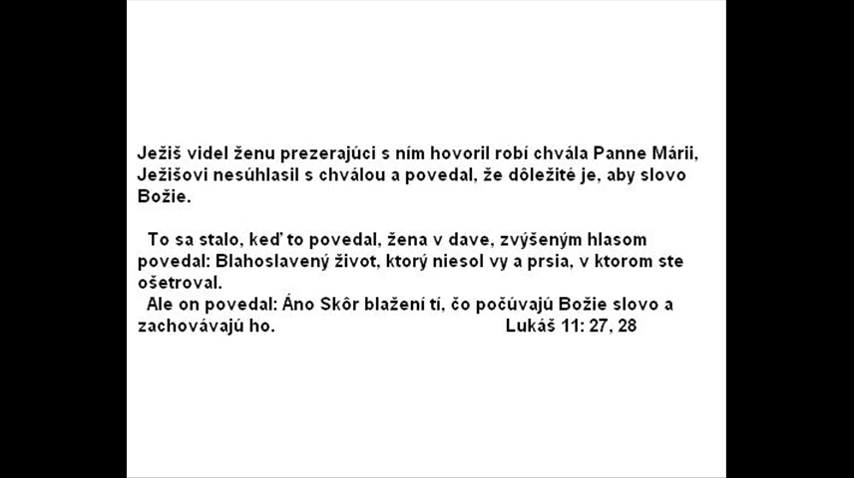 Ježiš videl ženu prezerajúci s ním hovoril robí chvála Panne Márii,
Ježišovi nesúhlasil s chválou a povedal, že dôležité je, aby slovo
Božie.
To sa stalo, keď to povedal, žena v dave, zvýšeným hlasom
povedal: Blahoslavený život, ktorý niesol vy a prsia, v ktorom ste
ošetroval.
Ale on povedal: Áno Skôr blažení tí, čo počúvajú Božie slovo a
zachovávajú ho. Lukáš 11: 27, 28